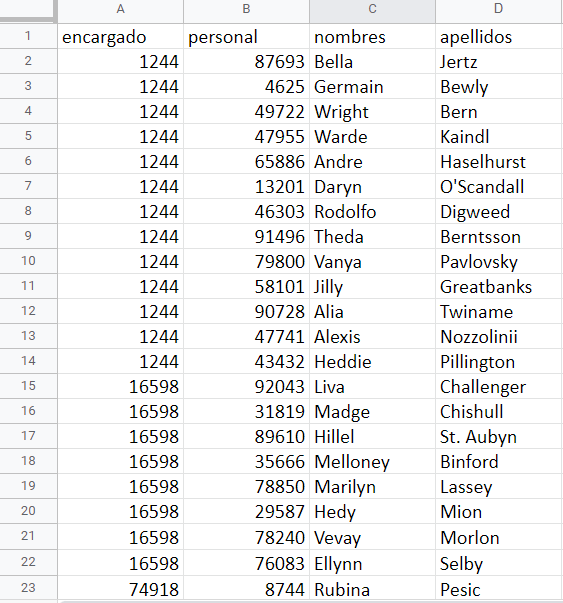 A B C D
1 encargado personal nombres apellidos
2 1244 87693 Bella Jertz
3 1244 4625 Germain Bewly
4 1244 49722 Wright Bern
5 1244 47955 Warde Kaindl
6 1244 65886 Andre Haselhurst
7 1244 13201 Daryn O'Scandall
8 1244 46303 Rodolfo Digweed
9 1244 91496 Theda Berntsson
10 1244 79800 Vanya Pavlovsky
11 1244 58101 Jilly Greatbanks
12 1244 90728 Alia Twiname
13 1244 47741 Alexis Nozzolinii
14 1244 43432 Heddie Pillington
15 16598 92043 Liva Challenger
16 16598 31819 Madge Chishull
17 16598 89610 Hillel St. Aubyn
18 16598 35666 Melloney Binford
19 16598 78850 Marilyn Lassey
20 16598 29587 Hedy Mion
21 16598 78240 Vevay Morlon
22 16598 76083 Ellynn Selby
23 74918 8744 Rubina Pesic